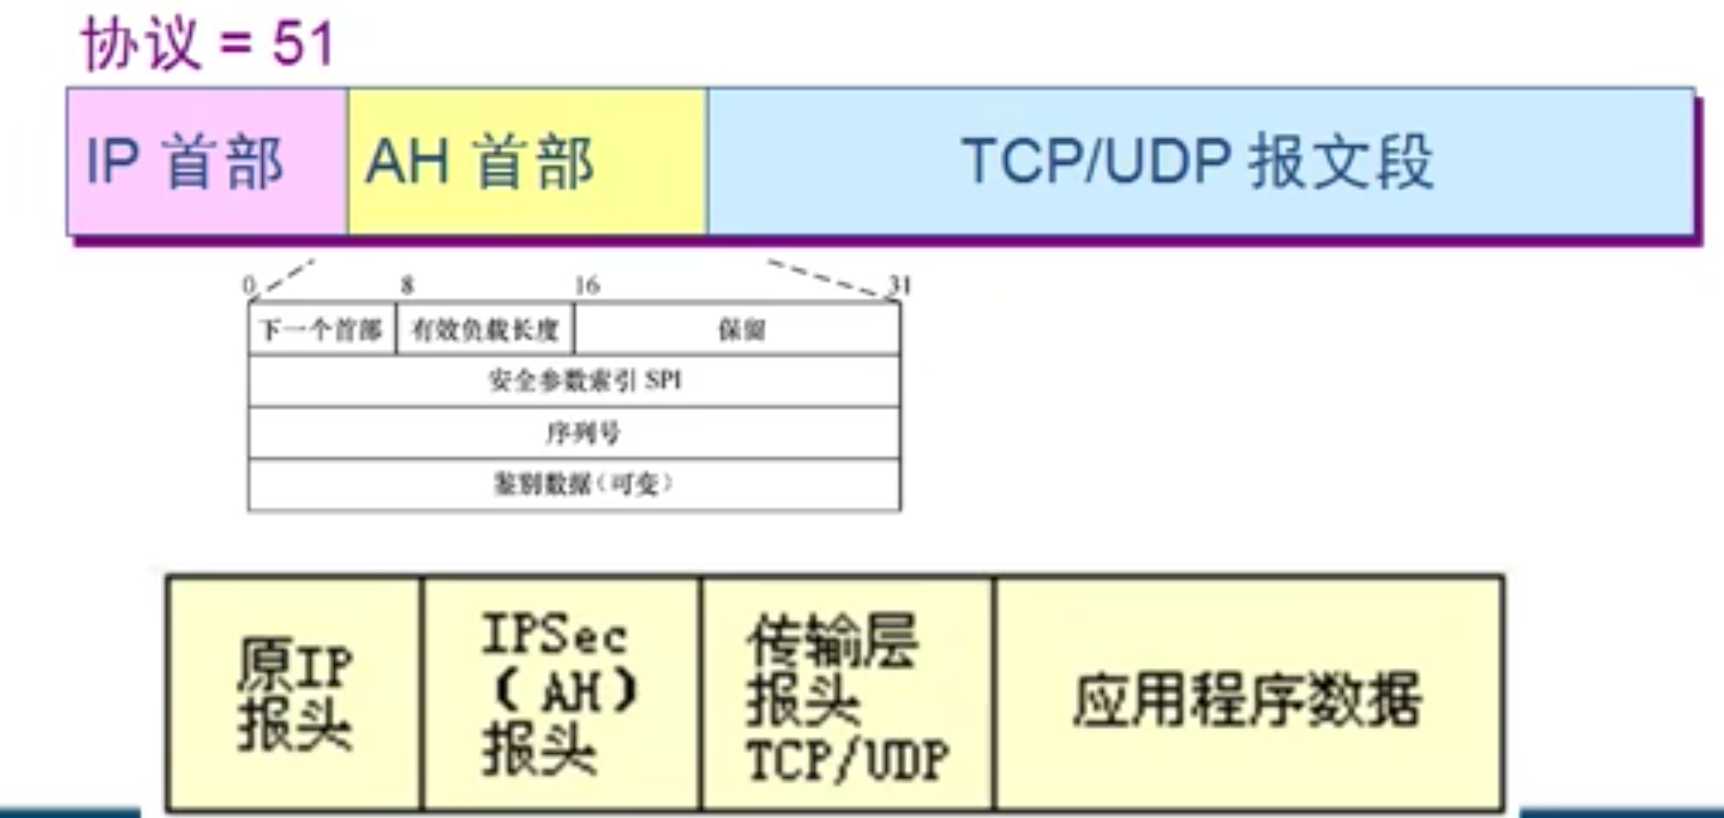 协议 = 51
IP 首部 AH 首部 TCP/UDP 报文段
0 8 16 31
下一个首部 有效负载长度 保留
安全参数索引 SPI
序列号
鉴别数据(可变)
原IP
报头
IPSec
(AH)
报头
传输层
报头
TCP/UDP
应用程序数据